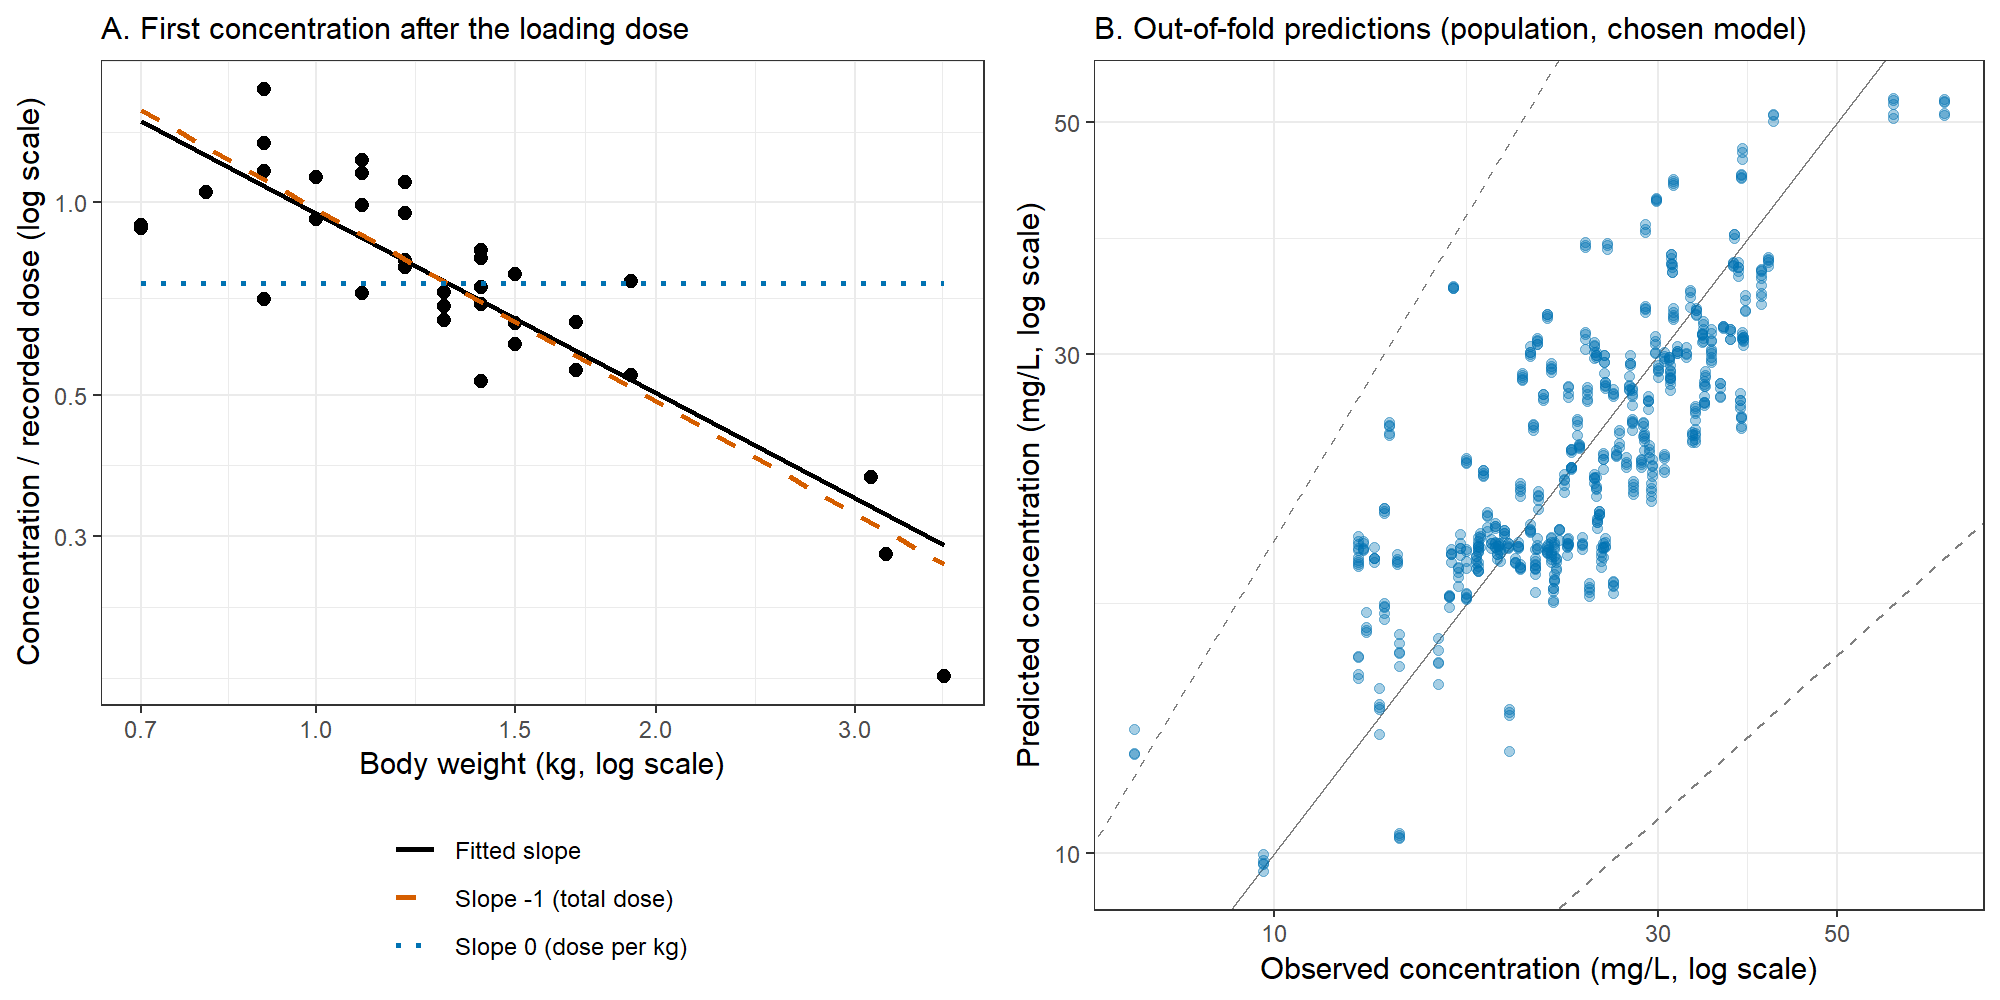 A. First concentration after the loading dose
Concentration / recorded dose (log scale)
1.0
0.5
0.3
0.7
1.0
1.5
2.0
3.0
Body weight (kg, log scale)
Fitted slope
Slope -1 (total dose)
Slope 0 (dose per kg)
B. Out-of-fold predictions (population, chosen model)
Predicted concentration (mg/L, log scale)
50
30
10
10
30
50
Observed concentration (mg/L, log scale)